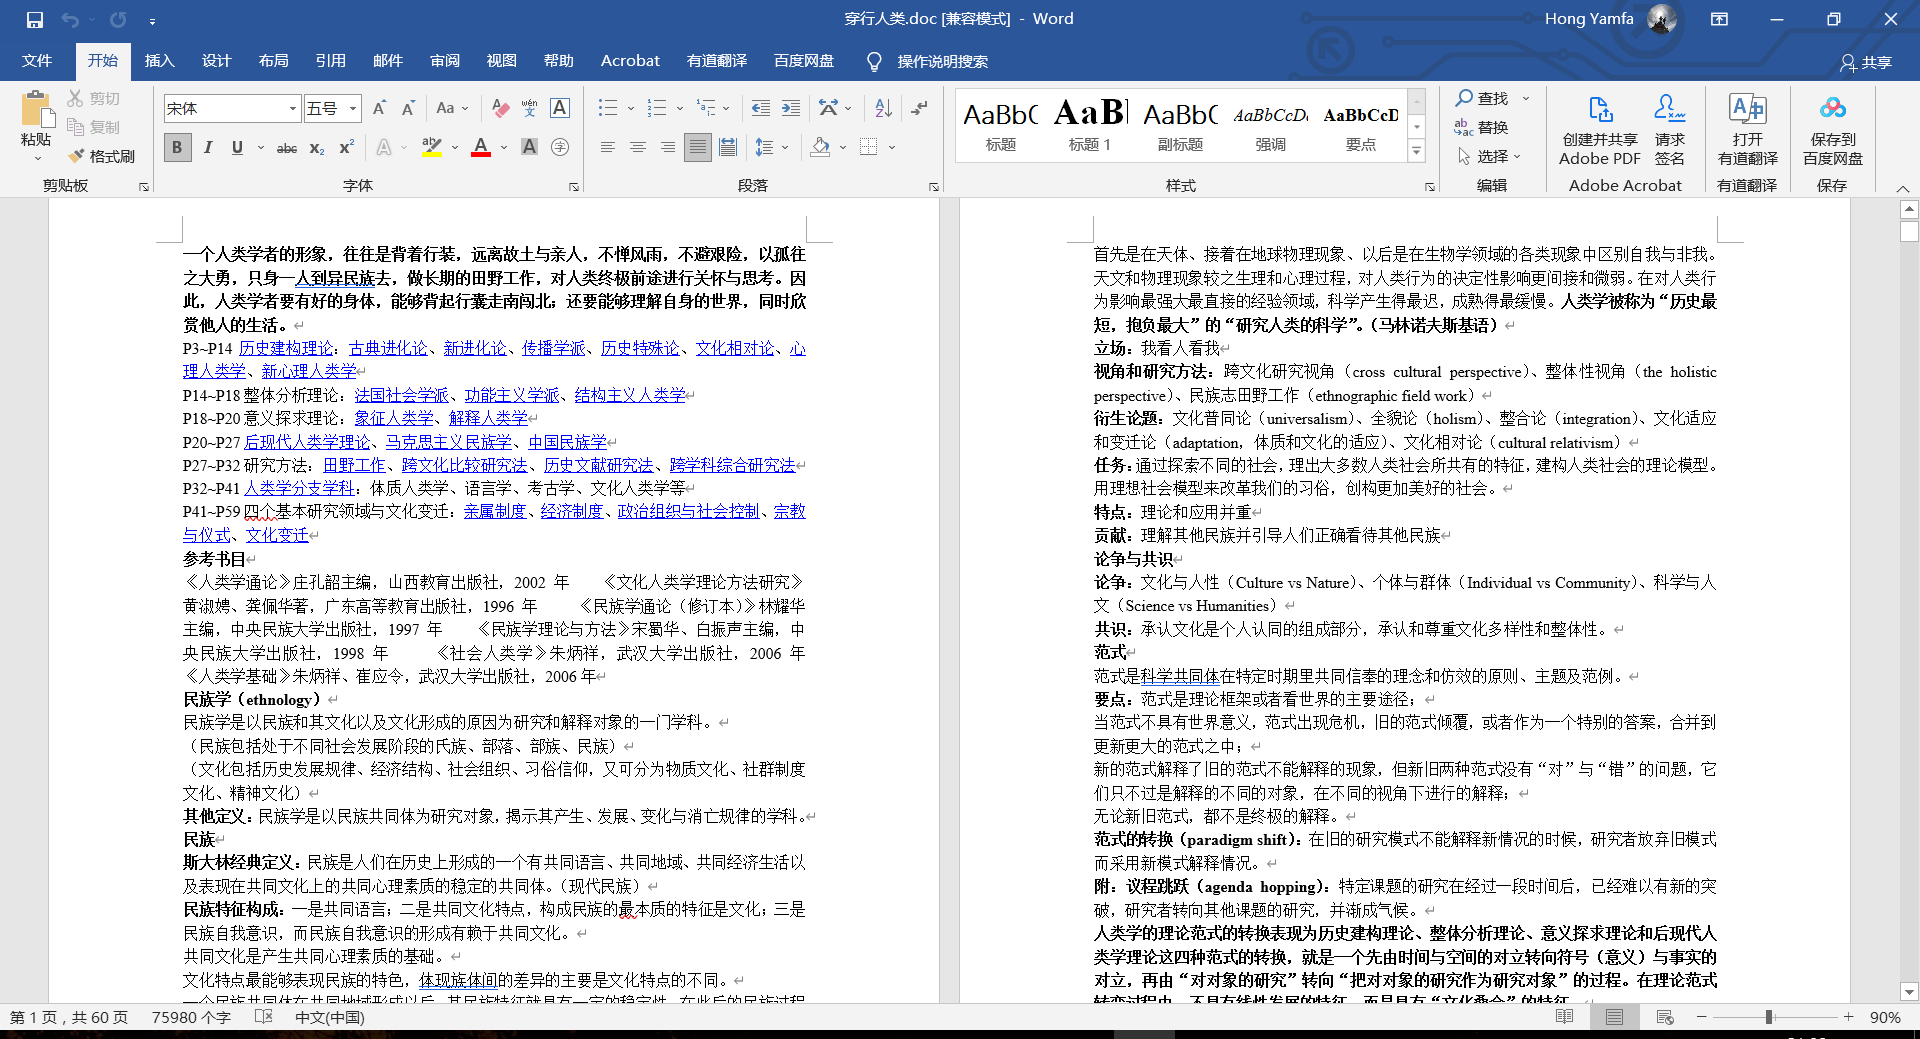 穿行人类.doc [兼容模式] - Word
Hong Yamfa
文件 开始 插入 设计 布局 引用 邮件 审阅 视图 帮助 Acrobat 有道翻译 百度网盘 操作说明搜索 共享
粘贴 剪切 复制 格式刷
宋体 五号
标题 标题 1 副标题 强调 要点
查找 替换 选择
创建并共享 Adobe PDF
请求签名
打开有道翻译
保存到百度网盘
剪贴板 字体 段落 样式 编辑 Adobe Acrobat 有道翻译 保存
一个人类学者的形象，往往是背着行装，远离故土与亲人，不惮风雨，不避艰险，以孤往
之大勇，只身一人到异民族去，做长期的田野工作，对人类终极前途进行关怀与思考。因
此，人类学者要有好的身体，能够背起行囊走南闯北；还要能够理解自身的世界，同时欣
赏他人的生活。
P3~P14 历史建构理论：古典进化论、新进化论、传播学派、历史特殊论、文化相对论、心
理人类学、新心理人类学
P14~P18 整体分析理论：法国社会学派、功能主义学派、结构主义人类学
P18~P20 意义探求理论：象征人类学、解释人类学
P20~P27 后现代人类学理论、马克思主义民族学、中国民族学
P27~P32 研究方法：田野工作、跨文化比较研究法、历史文献研究法、跨学科综合研究法
P32~P41 人类学分支学科：体质人类学、语言学、考古学、文化人类学等
P41~P59 四个基本研究领域与文化变迁：亲属制度、经济制度、政治组织与社会控制、宗教
与仪式、文化变迁
参考书目
《人类学通论》庄孔韶主编，山西教育出版社，2002 年 《文化人类学理论方法研究》
黄淑娉、龚佩华著，广东高等教育出版社，1996 年 《民族学通论（修订本）》林耀华
主编，中央民族大学出版社，1997 年 《民族学理论与方法》宋蜀华、白振声主编，中
央民族大学出版社，1998 年 《社会人类学》朱炳祥，武汉大学出版社，2006 年
《人类学基础》朱炳祥、崔应令，武汉大学出版社，2006 年
民族学（ethnology）
民族学是以民族和其文化以及文化形成的原因为研究和解释对象的一门学科。
（民族包括处于不同社会发展阶段的氏族、部落、部族、民族）
（文化包括历史发展规律、经济结构、社会组织、习俗信仰，又可分为物质文化、社群制度
文化、精神文化）
其他定义：民族学是以民族共同体为研究对象，揭示其产生、发展、变化与消亡规律的学科。
民族
斯大林经典定义：民族是人们在历史上形成的一个有共同语言、共同地域、共同经济生活以
及表现在共同文化上的共同心理素质的稳定的共同体。（现代民族）
民族特征构成：一是共同语言；二是共同文化特点，构成民族的最本质的特征是文化；三是
民族自我意识，而民族自我意识的形成有赖于共同文化。
共同文化是产生共同心理素质的基础。
文化特点最能够表现民族的特色，体现族体间的差异的主要是文化特点的不同。
一个民族共同体在共同地域形成以后，其民族特征就具有一定的稳定性，在此后的民族过程
首先是在天体、接着在地球物理现象、以后是在生物学领域的各类现象中区别自我与非我。
天文和物理现象较之生理和心理过程，对人类行为的决定性影响更间接和微弱。在对人类行
为影响最强大最直接的经验领域，科学产生得最迟，成熟得最缓慢。人类学被称为“历史最
短，抱负最大”的“研究人类的科学”。（马林诺夫斯基语）
立场：我看人看我
视角和研究方法：跨文化研究视角（cross cultural perspective）、整体性视角（the holistic
perspective）、民族志田野工作（ethnographic field work）
衍生论题：文化普同论（universalism）、全貌论（holism）、整合论（integration）、文化适应
和变迁论（adaptation，体质和文化的适应）、文化相对论（cultural relativism）
任务：通过探索不同的社会，理出大多数人类社会所共有的特征，建构人类社会的理论模型。
用理想社会模型来改革我们的习俗，创构更加美好的社会。
特点：理论和应用并重
贡献：理解其他民族并引导人们正确看待其他民族
论争与共识
论争：文化与人性（Culture vs Nature）、个体与群体（Individual vs Community）、科学与人
文（Science vs Humanities）
共识：承认文化是个人认同的组成部分，承认和尊重文化多样性和整体性。
范式
范式是科学共同体在特定时期里共同信奉的理念和仿效的原则、主题及范例。
要点：范式是理论框架或者看世界的主要途径；
当范式不具有世界意义，范式出现危机，旧的范式倾覆，或者作为一个特别的答案，合并到
更新更大的范式之中；
新的范式解释了旧的范式不能解释的现象，但新旧两种范式没有“对”与“错”的问题，它
们只不过是解释的不同的对象，在不同的视角下进行的解释；
无论新旧范式，都不是终极的解释。
范式的转换（paradigm shift）：在旧的研究模式不能解释新情况的时候，研究者放弃旧模式
而采用新模式解释情况。
附：议程跳跃（agenda hopping）：特定课题的研究在经过一段时间后，已经难以有新的突
破，研究者转向其他课题的研究，并渐成气候。
人类学的理论范式的转换表现为历史建构理论、整体分析理论、意义探求理论和后现代人
类学理论这四种范式的转换，就是一个先由时间与空间的对立转向符号（意义）与事实的
对立，再由“对对象的研究”转向“把对对象的研究作为研究对象”的过程。在理论范式
转变过程中，不具有线性发展的特征，而是具有“文化叠合”的特征。
第 1 页，共 60 页 75980 个字 中文(中国) 90%